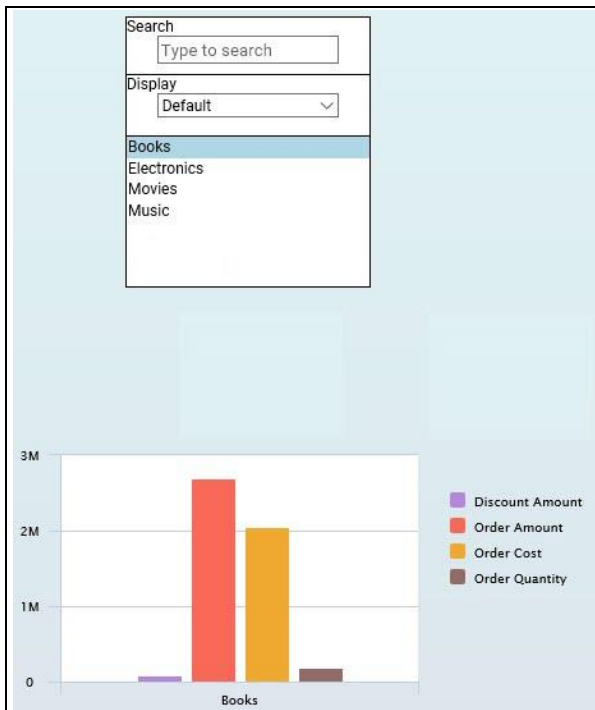 Search
Type to search
Display
Default
Books
Electronics
Movies
Music
3M
2M
1M
0
Books
Discount Amount
Order Amount
Order Cost
Order Quantity